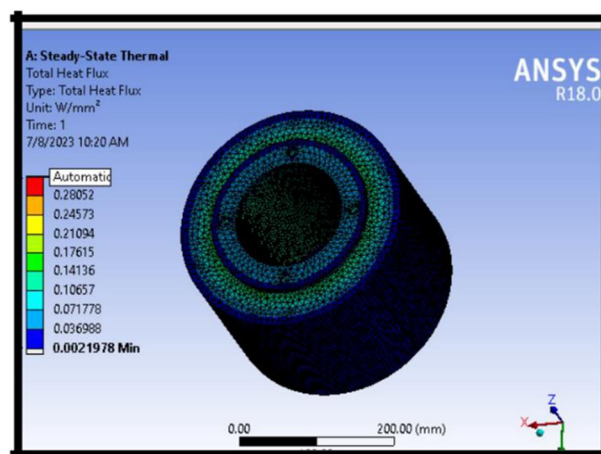 A: Steady-State Thermal
Total Heat Flux
Type: Total Heat Flux
Unit: W/mm²
Time: 1
7/8/2023 10:20 AM
ANSYS
R18.0
Automatic
0.28052
0.24573
0.21094
0.17615
0.14136
0.10657
0.071778
0.036988
0.0021978 Min
0.00
200.00 (mm)
Z
X